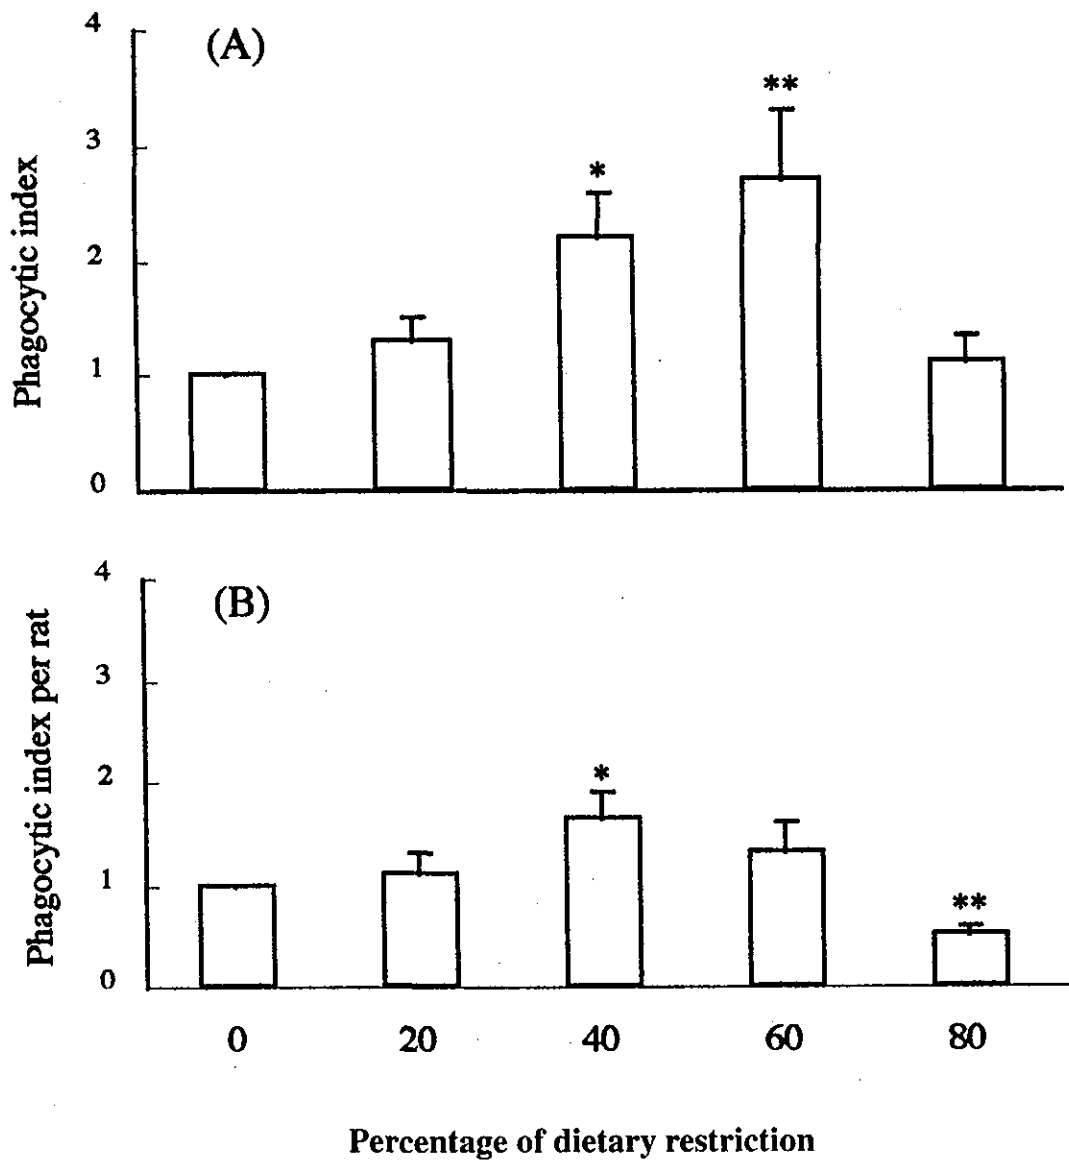 (A)
Phagocytic index
4
3
2
1
0
*
**
(B)
Phagocytic index per rat
4
3
2
1
0
*
**
0 20 40 60 80
Percentage of dietary restriction